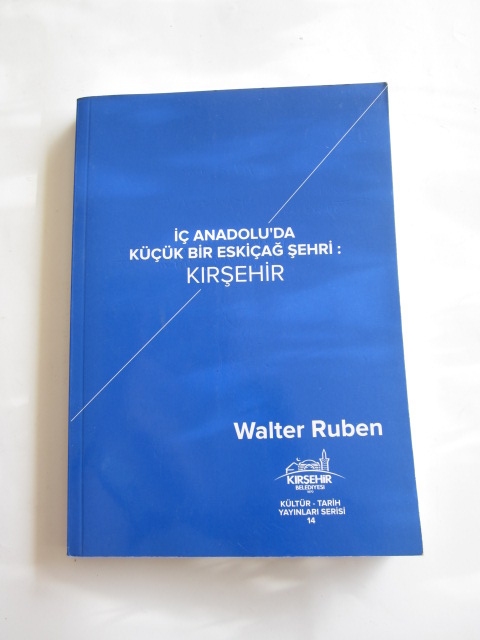 İÇ ANADOLU'DA
KÜÇÜK BİR ESKİÇAĞ ŞEHRİ :
KIRŞEHİR
Walter Ruben
KIRŞEHİR
BELEDİYESİ
KÜLTÜR - TARİH
YAYINLARI SERİSİ
14